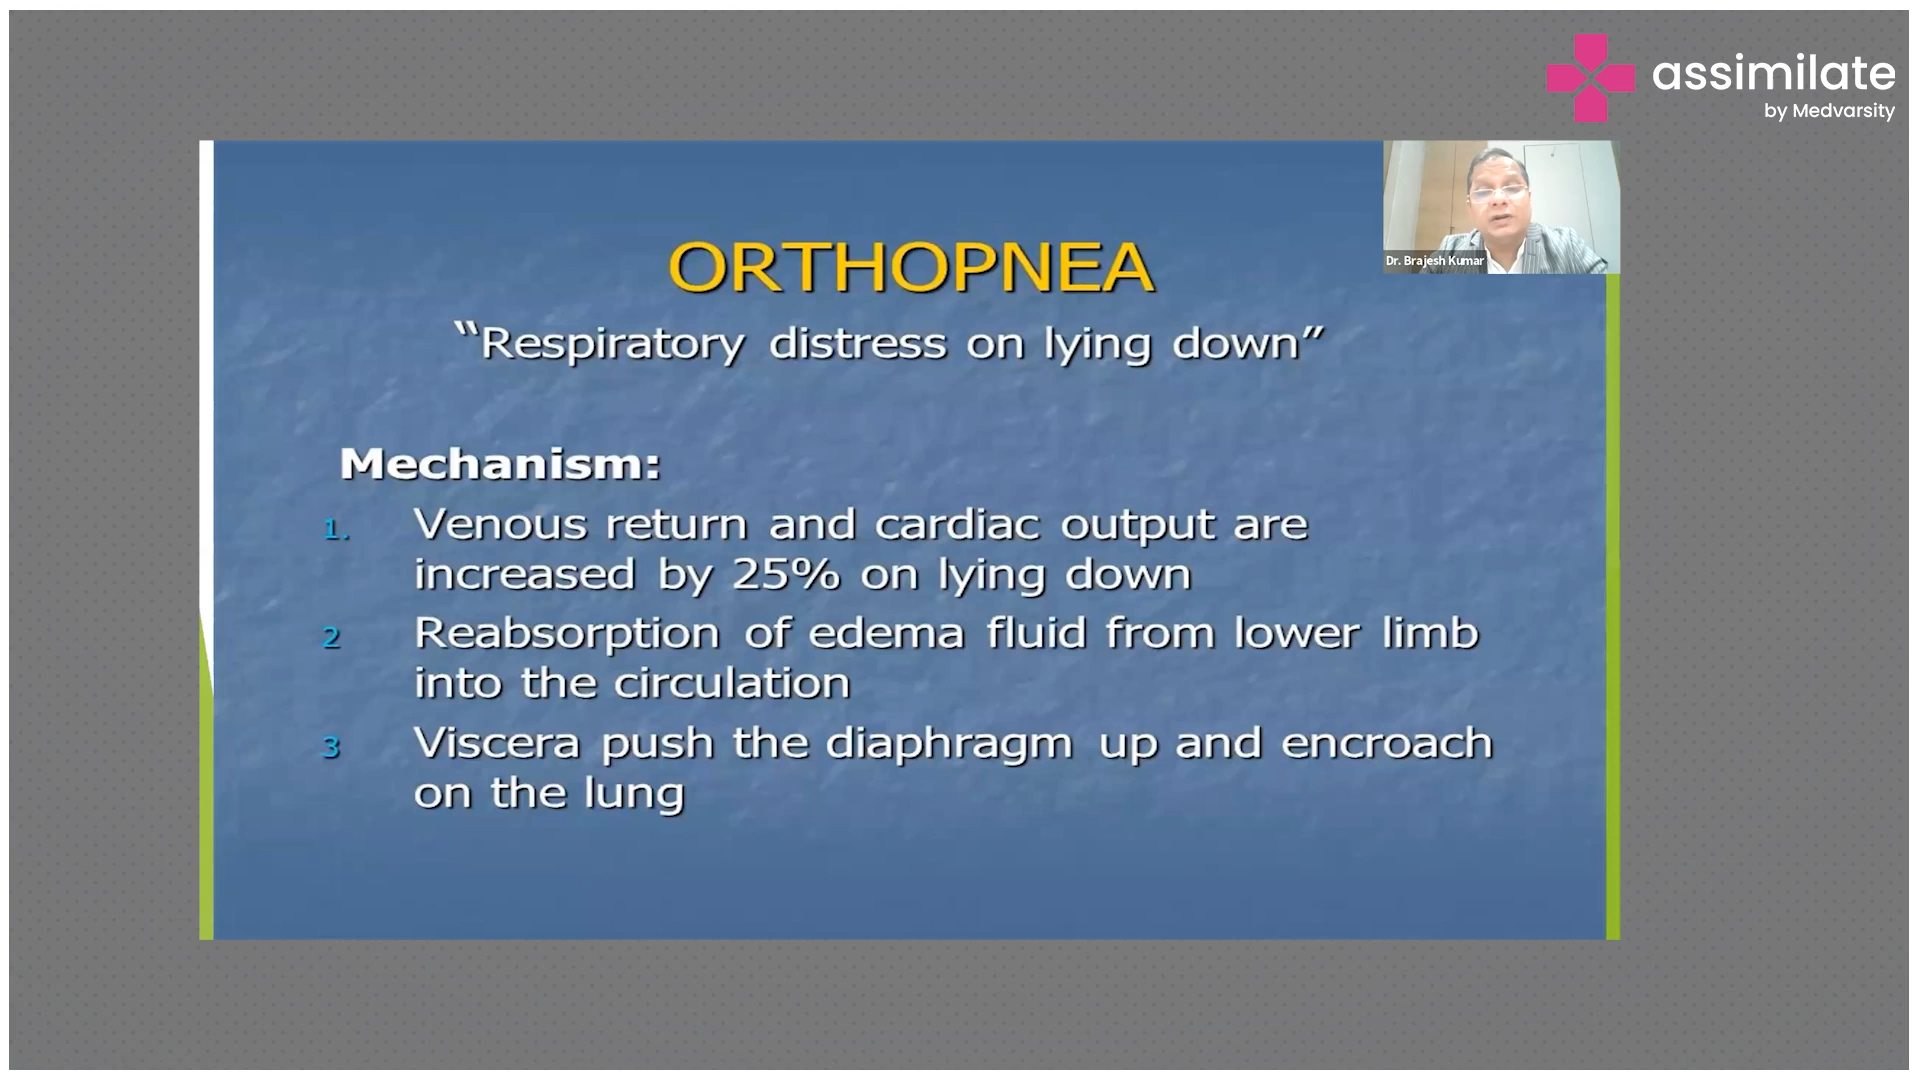 assimilate
by Medvarsity
Dr. Brajesh Kumar
ORTHOPNEA
“Respiratory distress on lying down”
Mechanism:
1. Venous return and cardiac output are
increased by 25% on lying down
2 Reabsorption of edema fluid from lower limb
into the circulation
3 Viscera push the diaphragm up and encroach
on the lung